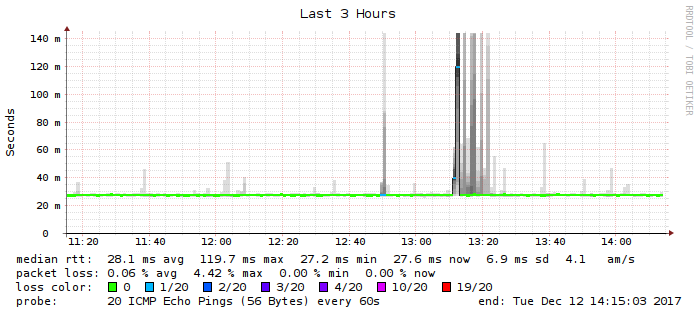 Last 3 Hours
RRDTOOL / TOBI OETIKER
Seconds
140 m
120 m
100 m
80 m
60 m
40 m
20 m
0
11:20 11:40 12:00 12:20 12:40 13:00 13:20 13:40 14:00
median rtt: 28.1 ms avg 119.7 ms max 27.2 ms min 27.6 ms now 6.9 ms sd 4.1 am/s
packet loss: 0.06 % avg 4.42 % max 0.00 % min 0.00 % now
loss color: 0 1/20 2/20 3/20 4/20 10/20 19/20
probe: 20 ICMP Echo Pings (56 Bytes) every 60s end: Tue Dec 12 14:15:03 2017